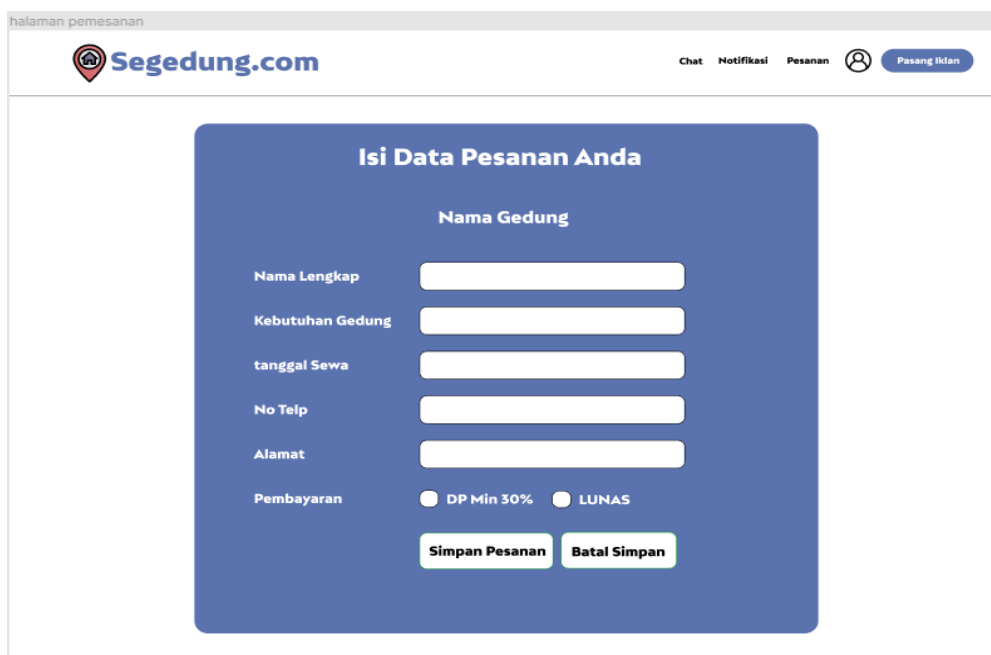 halaman pemesanan
Segedung.com
Chat Notifikasi Pesanan Pasang Iklan
Isi Data Pesanan Anda
Nama Gedung
Nama Lengkap
Kebutuhan Gedung
tanggal Sewa
No Telp
Alamat
Pembayaran DP Min 30% LUNAS
Simpan Pesanan Batal Simpan